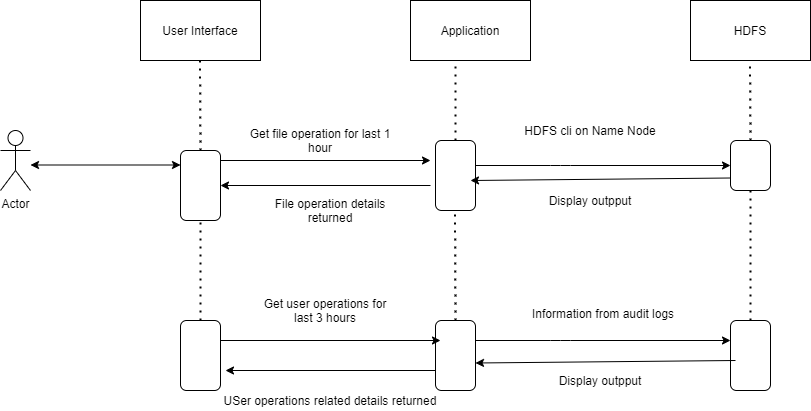 User Interface
Application
HDFS
Get file operation for last 1
hour
HDFS cli on Name Node
Actor
File operation details
returned
Display outpput
Get user operations for
last 3 hours
Information from audit logs
Display outpput
USer operations related details returned